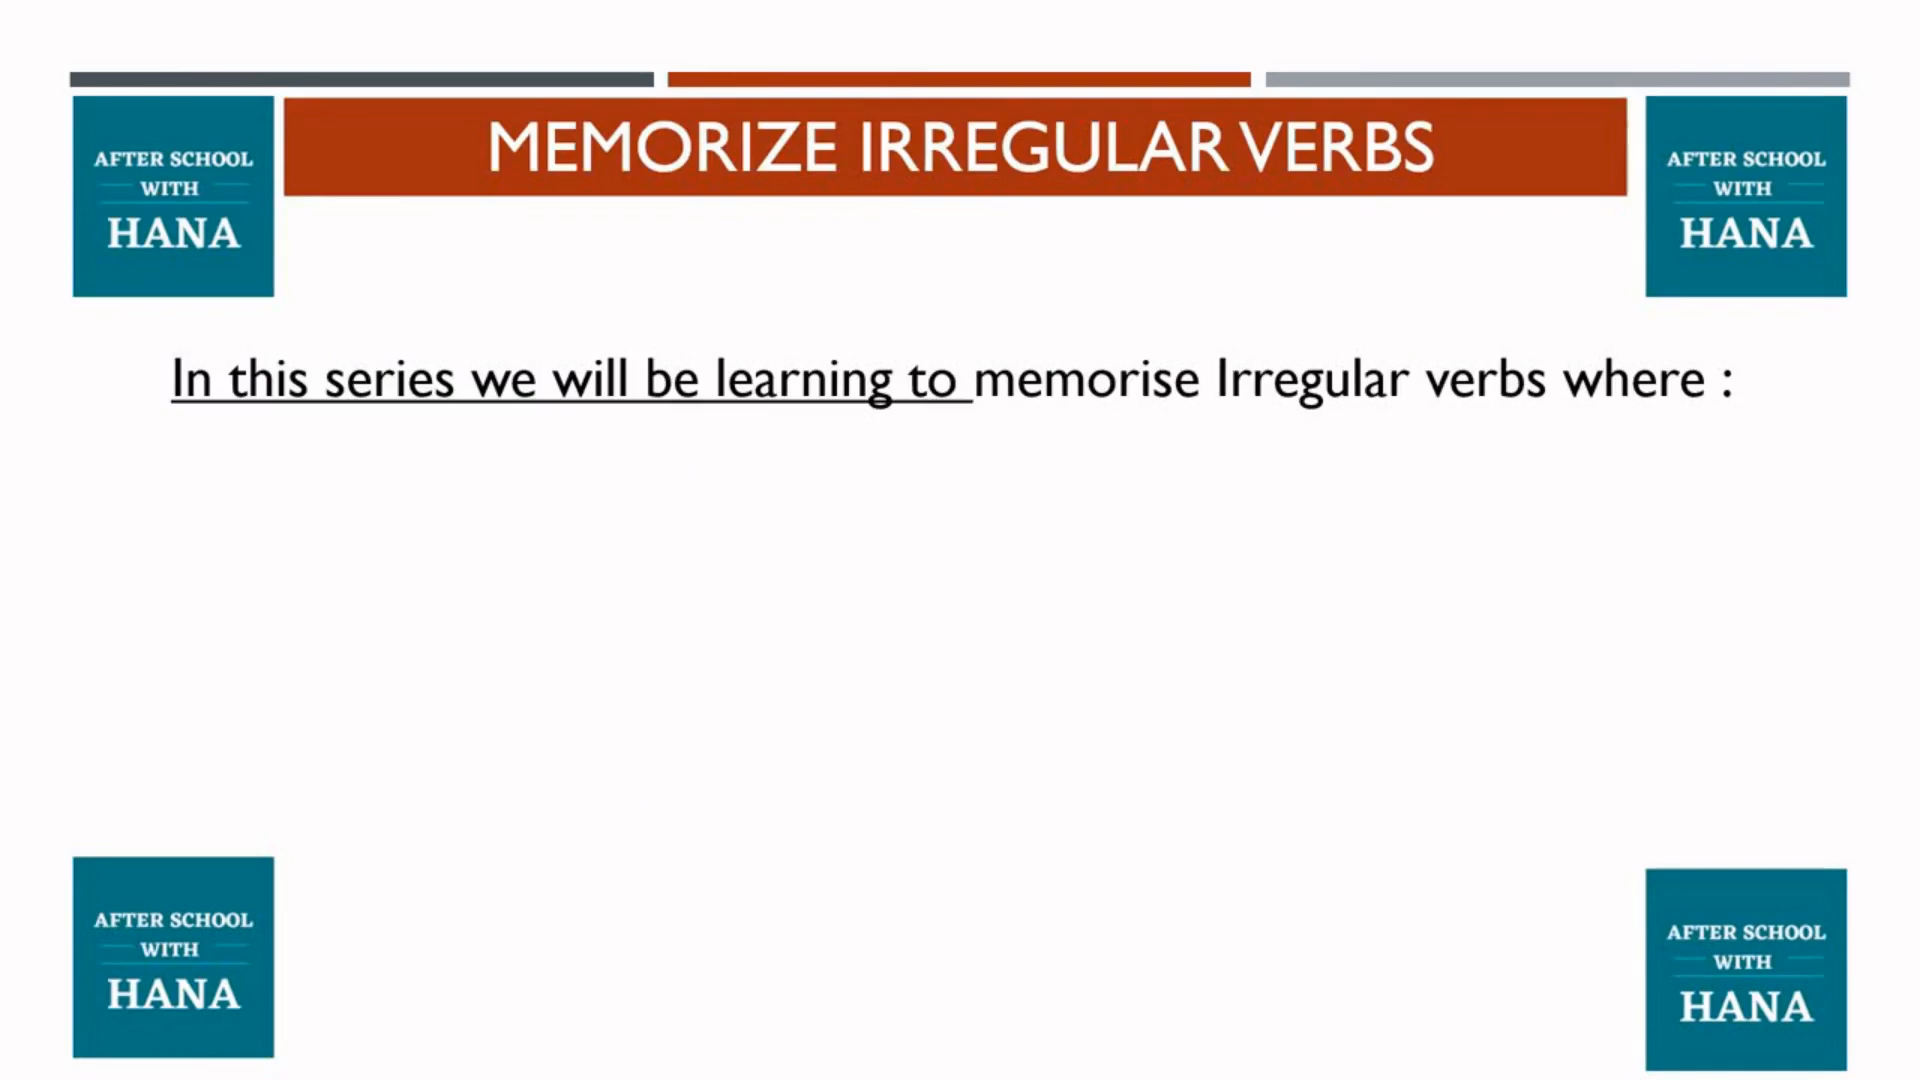 MEMORIZE IRREGULAR VERBS
AFTER SCHOOL
WITH
HANA
AFTER SCHOOL
WITH
HANA
In this series we will be learning to memorise Irregular verbs where :
AFTER SCHOOL
WITH
HANA
AFTER SCHOOL
WITH
HANA